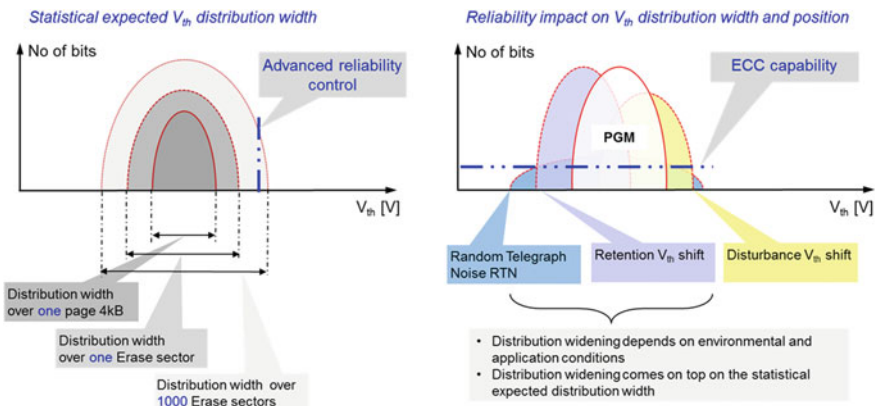 Statistical expected Vth distribution width
No of bits
Advanced reliability
control
Vth [V]
Distribution width
over one page 4kB
Distribution width
over one Erase sector
Distribution width over
1000 Erase sectors
Reliability impact on Vth distribution width and position
No of bits
ECC capability
PGM
Vth [V]
Random Telegraph
Noise RTN
Retention Vth shift
Disturbance Vth shift
• Distribution widening depends on environmental and
application conditions
• Distribution widening comes on top on the statistical
expected distribution width